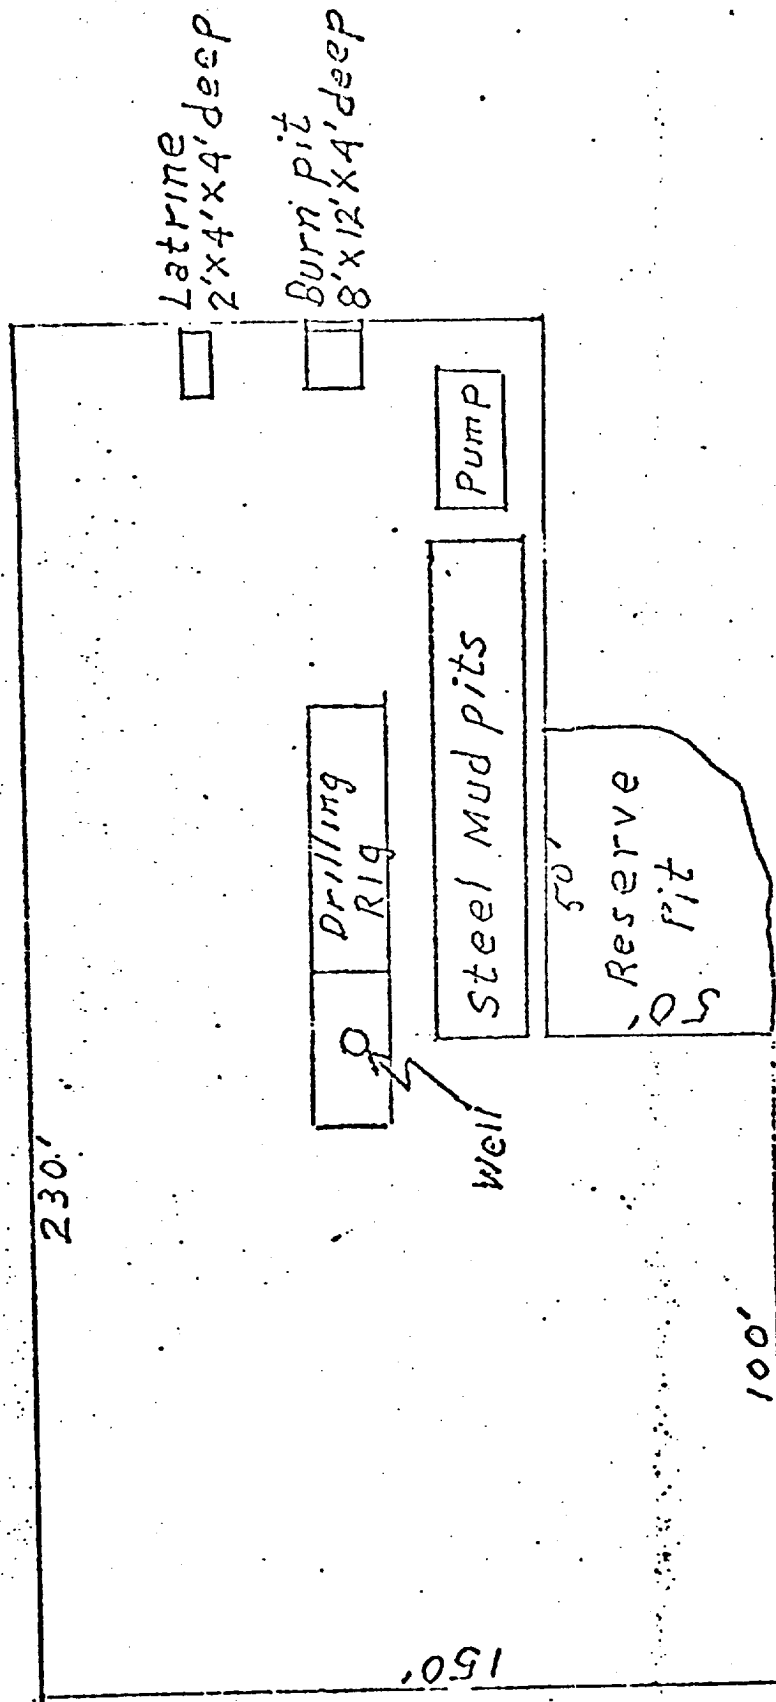 230'
Latrine
2'x4'x4' deep
Burn pit
8'x12'x4' deep
Drilling
Rig
Well
Pump
Steel Mud pits
50'
Reserve
Pit
50'
150'
100'